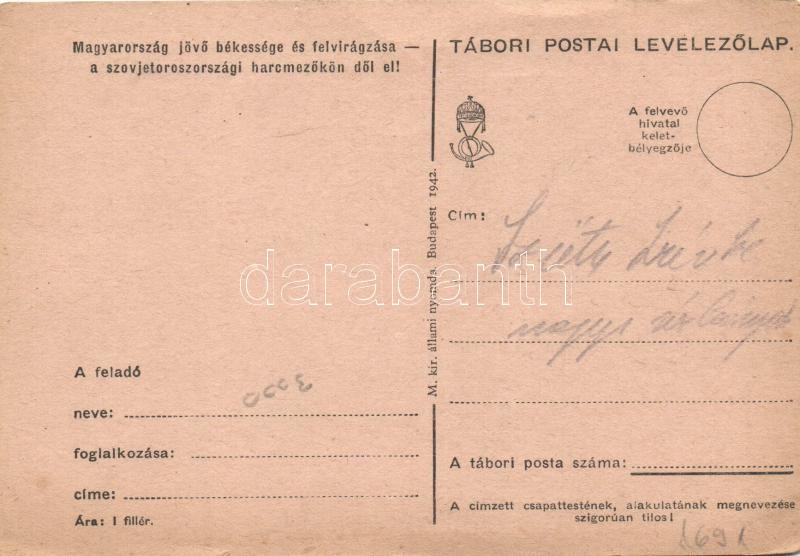 Magyarország jövő békessége és felvirágzása —
a szovjetoroszországi harcmezőkön dől el!
TÁBORI POSTAI LEVELEZŐLAP.
A felvevő
hivatal
kelet-
bélyegzője
Cím:
M. kir. állami nyomda. Budapest 1942.
darabanth
A feladó
neve:
foglalkozása:
címe:
Ára: 1 fillér.
A tábori posta száma:
A címzett csapattestének, alakulatának megnevezése
szigorúan tilos!